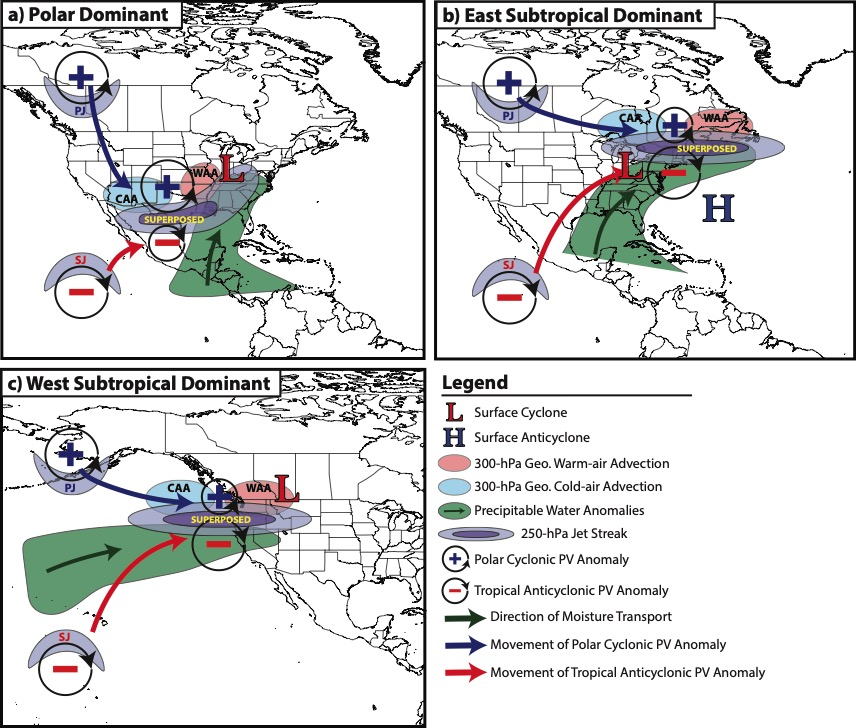 a) Polar Dominant
PJ
WAA
L
CAA
+
+
SUPERPOSED
SJ
−
−
b) East Subtropical Dominant
+
PJ
CAA
+
WAA
SUPERPOSED
L
−
H
SJ
−
c) West Subtropical Dominant
+
PJ
CAA
+
WAA
L
SUPERPOSED
−
SJ
−
Legend
L Surface Cyclone
H Surface Anticyclone
300-hPa Geo. Warm-air Advection
300-hPa Geo. Cold-air Advection
Precipitable Water Anomalies
250-hPa Jet Streak
+ Polar Cyclonic PV Anomaly
− Tropical Anticyclonic PV Anomaly
Direction of Moisture Transport
Movement of Polar Cyclonic PV Anomaly
Movement of Tropical Anticyclonic PV Anomaly